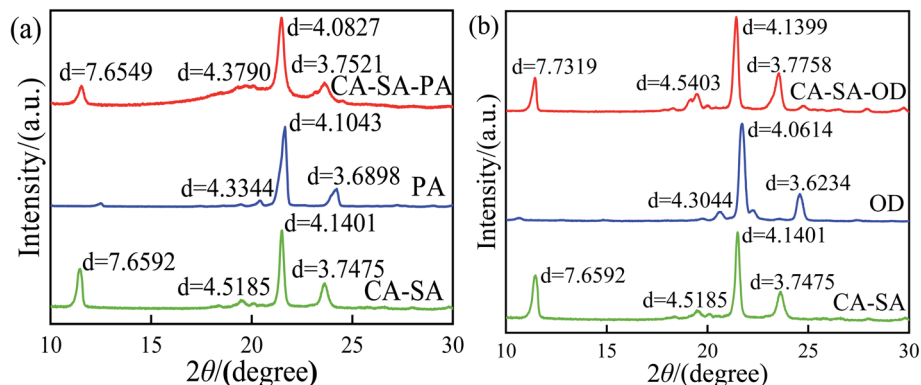 (a)
d=4.0827
d=7.6549
d=4.3790
d=3.7521
CA-SA-PA
d=4.1043
d=4.3344
d=3.6898
PA
d=4.1401
d=7.6592
d=4.5185
d=3.7475
CA-SA
Intensity/(a.u.)
10 15 20 25 30
2θ/(degree)
(b)
d=4.1399
d=7.7319
d=4.5403
d=3.7758
CA-SA-OD
d=4.0614
d=4.3044
d=3.6234
OD
d=4.1401
d=7.6592
d=4.5185
d=3.7475
CA-SA
Intensity/(a.u.)
10 15 20 25 30
2θ/(degree)